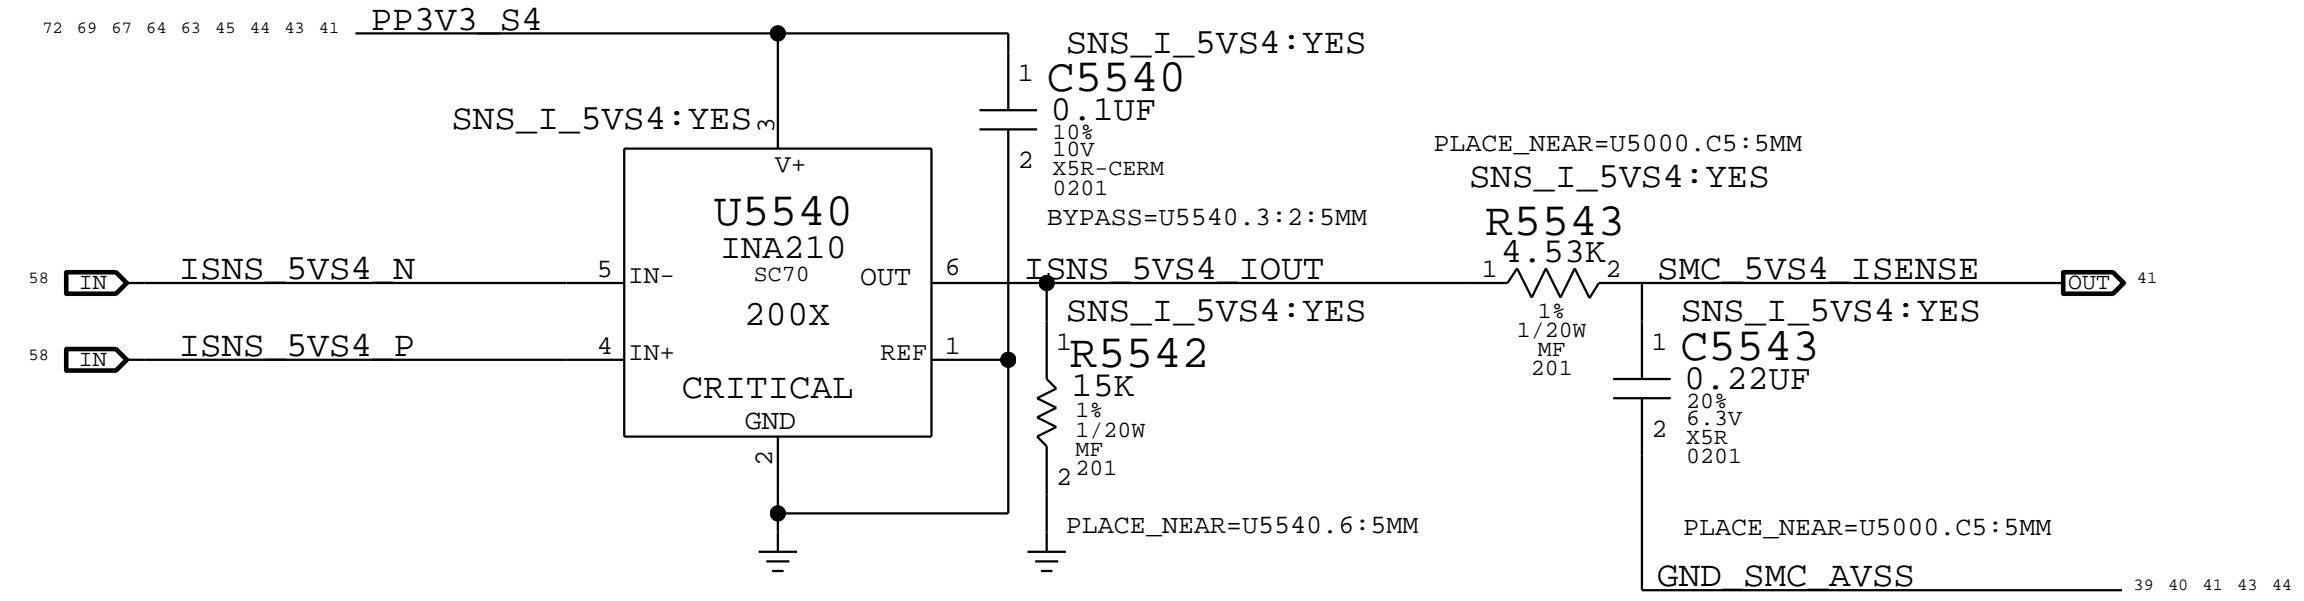 72 69 67 64 63 45 44 43 41 PP3V3_S4
SNS_I_5VS4:YES
1 C5540
0.1UF
10%
10V
2 X5R-CERM
0201
BYPASS=U5540.3:2:5MM
SNS_I_5VS4:YES 3
V+
U5540
INA210
SC70
200X
CRITICAL
GND
2
58 IN ISNS_5VS4_N 5 IN-
58 IN ISNS_5VS4_P 4 IN+
OUT 6 ISNS_5VS4_IOUT
REF 1
SNS_I_5VS4:YES
1 R5542
15K
1%
1/20W
MF
2 201
PLACE_NEAR=U5540.6:5MM
PLACE_NEAR=U5000.C5:5MM
SNS_I_5VS4:YES
R5543
4.53K
1 2
1%
1/20W
MF
201
SMC_5VS4_ISENSE OUT 41
SNS_I_5VS4:YES
1 C5543
0.22UF
20%
6.3V
2 X5R
0201
PLACE_NEAR=U5000.C5:5MM
GND_SMC_AVSS 39 40 41 43 44